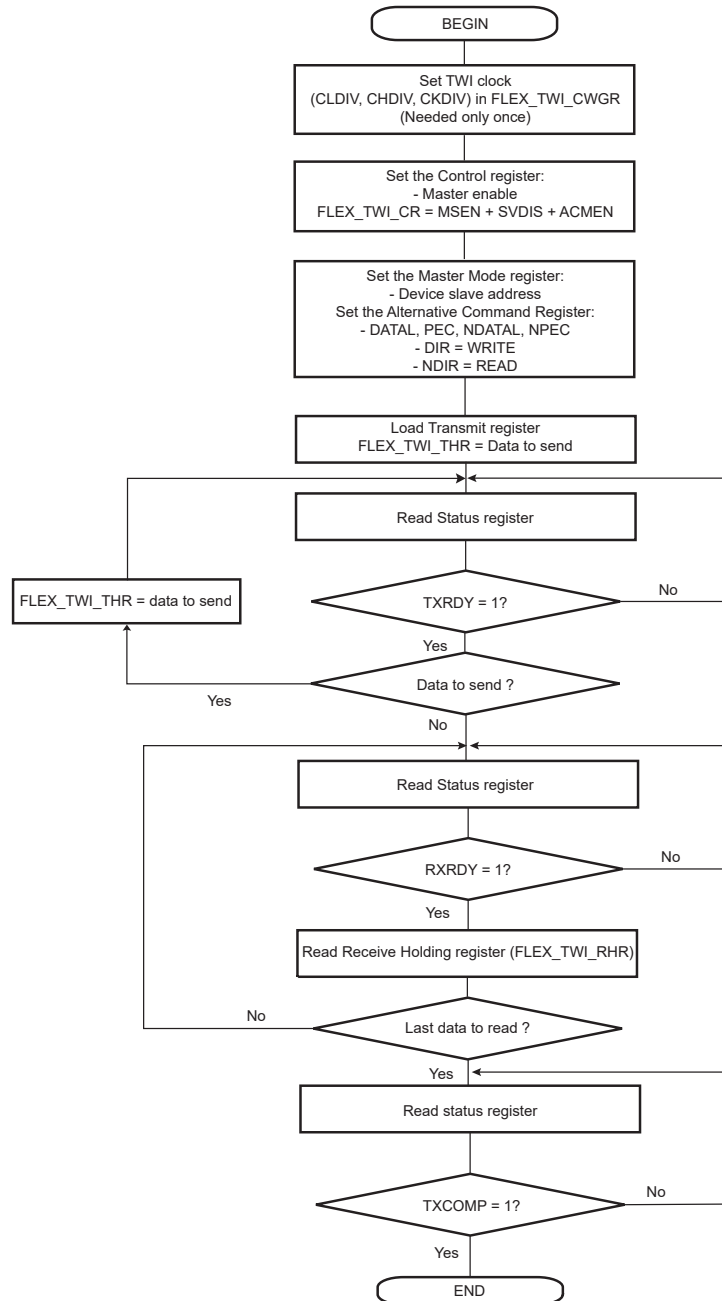 BEGIN
Set TWI clock
(CLDIV, CHDIV, CKDIV) in FLEX_TWI_CWGR
(Needed only once)
Set the Control register:
- Master enable
FLEX_TWI_CR = MSEN + SVDIS + ACMEN
Set the Master Mode register:
- Device slave address
Set the Alternative Command Register:
- DATAL, PEC, NDATAL, NPEC
- DIR = WRITE
- NDIR = READ
Load Transmit register
FLEX_TWI_THR = Data to send
Read Status register
FLEX_TWI_THR = data to send
TXRDY = 1?
No
Yes
Data to send ?
Yes
No
Read Status register
RXRDY = 1?
No
Yes
Read Receive Holding register (FLEX_TWI_RHR)
No
Last data to read ?
Yes
Read status register
TXCOMP = 1?
No
Yes
END